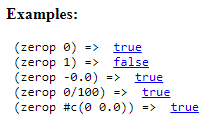 Examples:
(zerop 0) => true
(zerop 1) => false
(zerop -0.0) => true
(zerop 0/100) => true
(zerop #c(0 0.0)) => true